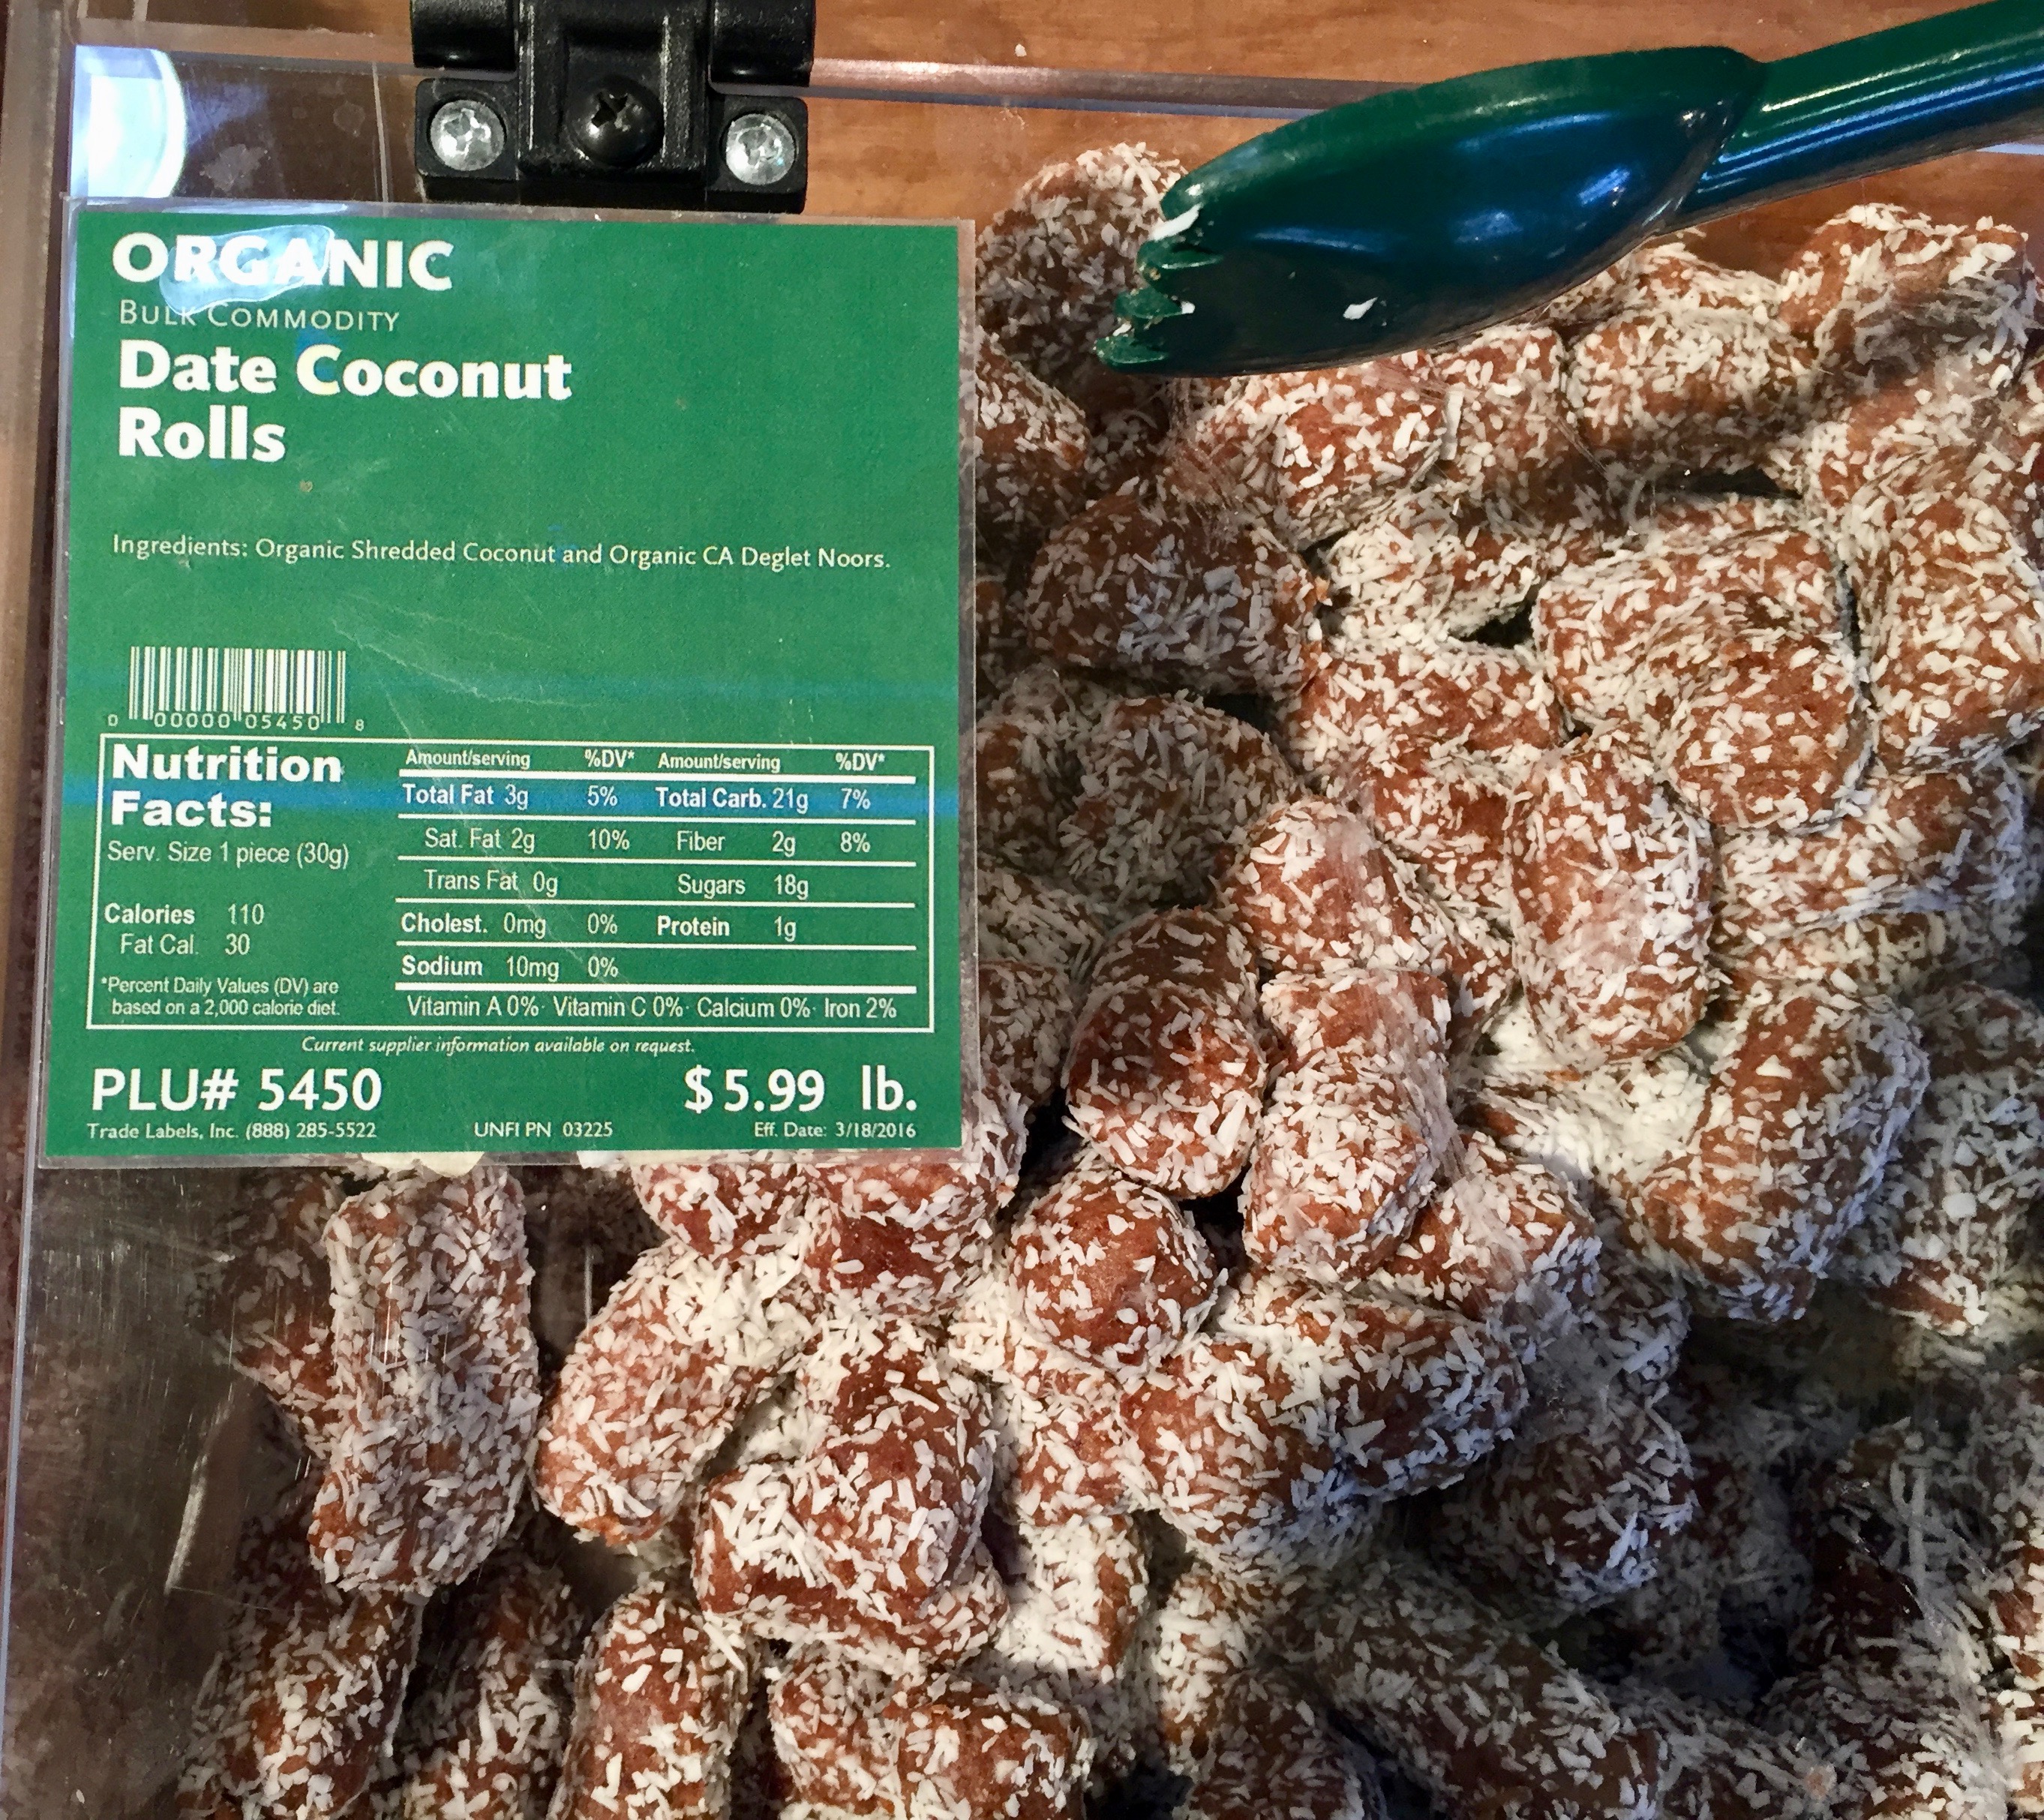 ORGANIC
BULK COMMODITY
Date Coconut
Rolls
Ingredients: Organic Shredded Coconut and Organic CA Deglet Noors.
0 00000 05450 8
Nutrition
Facts:
Serv. Size 1 piece (30g)
Calories 110
Fat Cal. 30
*Percent Daily Values (DV) are
based on a 2,000 calorie diet.
Amount/serving %DV* Amount/serving %DV*
Total Fat 3g 5% Total Carb. 21g 7%
Sat. Fat 2g 10% Fiber 2g 8%
Trans Fat 0g Sugars 18g
Cholest. 0mg 0% Protein 1g
Sodium 10mg 0%
Vitamin A 0% · Vitamin C 0% · Calcium 0% · Iron 2%
Current supplier information available on request.
PLU# 5450 $5.99 lb.
Trade Labels, Inc. (888) 285-5522 UNFI PN 03225 Eff. Date: 3/18/2016